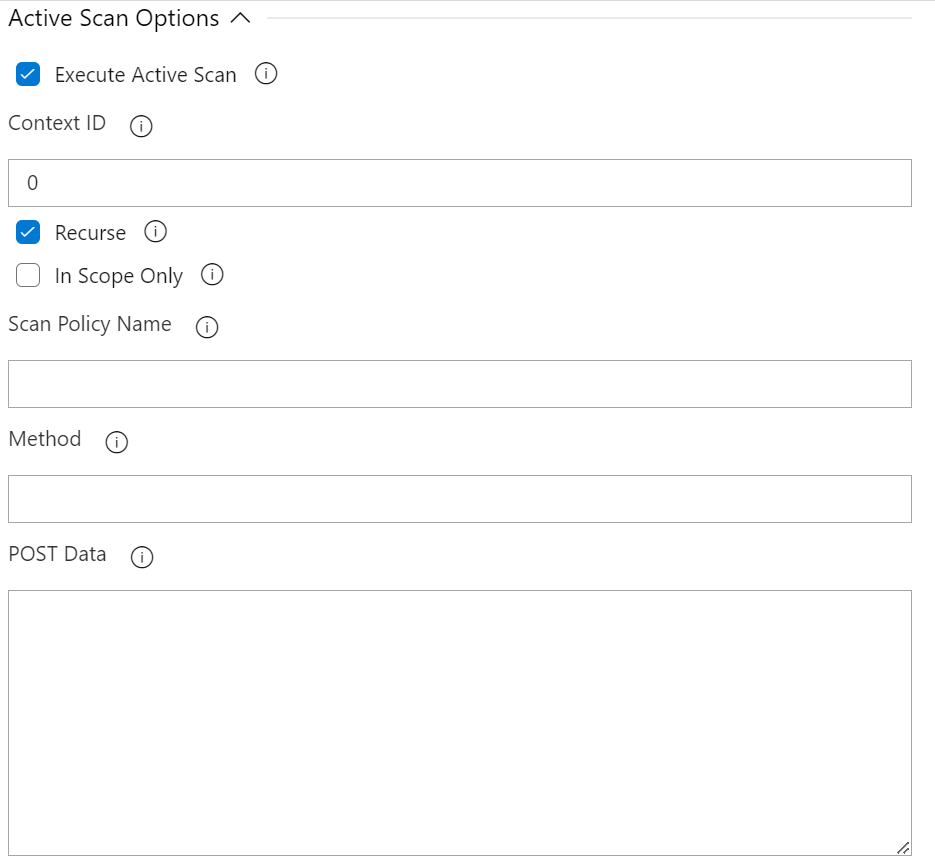 Active Scan Options
Execute Active Scan
Context ID
0
Recurse
In Scope Only
Scan Policy Name
Method
POST Data